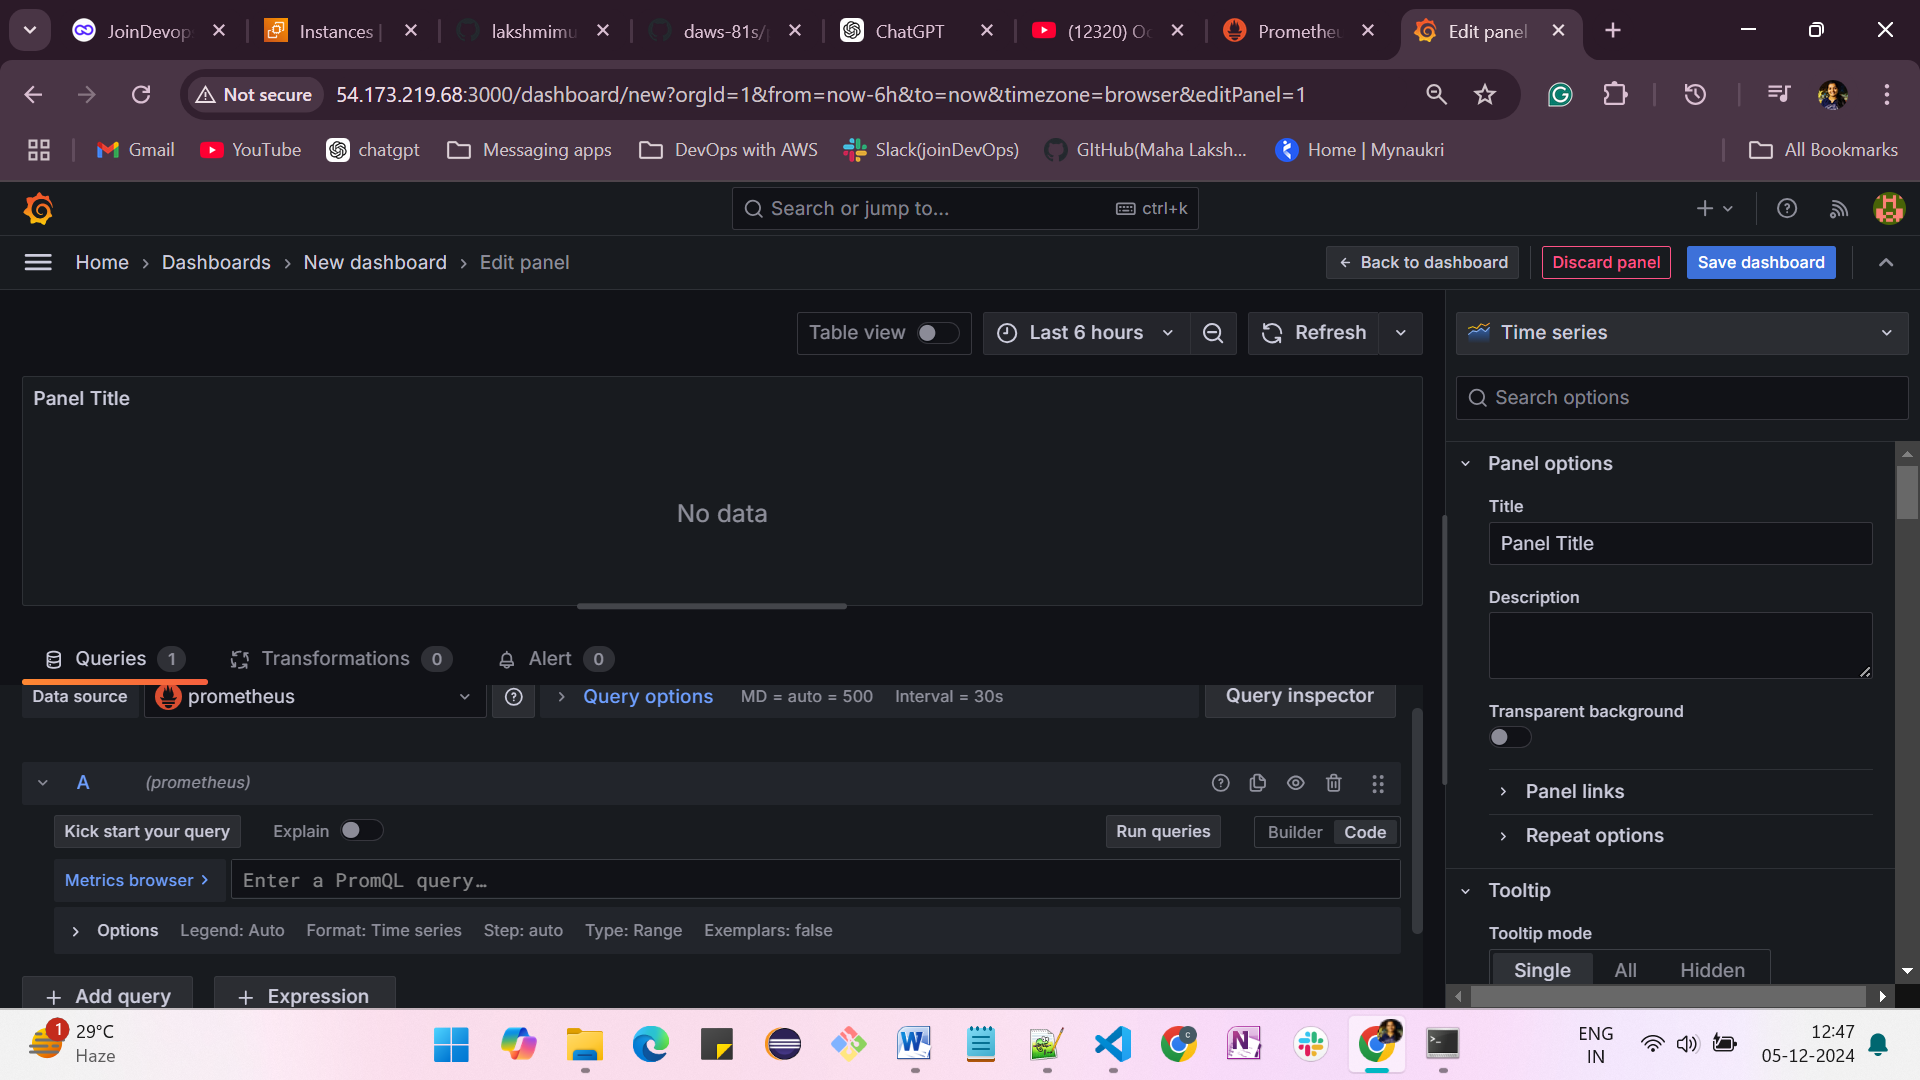 JoinDevop
Instances |
lakshmimu
daws-81s/
ChatGPT
(12320) Oc
Prometheu
Edit panel
Not secure
54.173.219.68:3000/dashboard/new?orgId=1&from=now-6h&to=now&timezone=browser&editPanel=1
Gmail
YouTube
chatgpt
Messaging apps
DevOps with AWS
Slack(joinDevOps)
GItHub(Maha Laksh...
Home | Mynaukri
All Bookmarks
Search or jump to...
ctrl+k
Home › Dashboards › New dashboard › Edit panel
Back to dashboard
Discard panel
Save dashboard
Table view
Last 6 hours
Refresh
Time series
Panel Title
No data
Search options
Panel options
Title
Panel Title
Description
Transparent background
Panel links
Repeat options
Tooltip
Tooltip mode
Single
All
Hidden
Queries 1
Transformations 0
Alert 0
Data source
prometheus
Query options
MD = auto = 500
Interval = 30s
Query inspector
A
(prometheus)
Kick start your query
Explain
Run queries
Builder
Code
Metrics browser >
Enter a PromQL query…
Options
Legend: Auto
Format: Time series
Step: auto
Type: Range
Exemplars: false
+ Add query
+ Expression
1
29°C
Haze
ENG
IN
12:47
05-12-2024